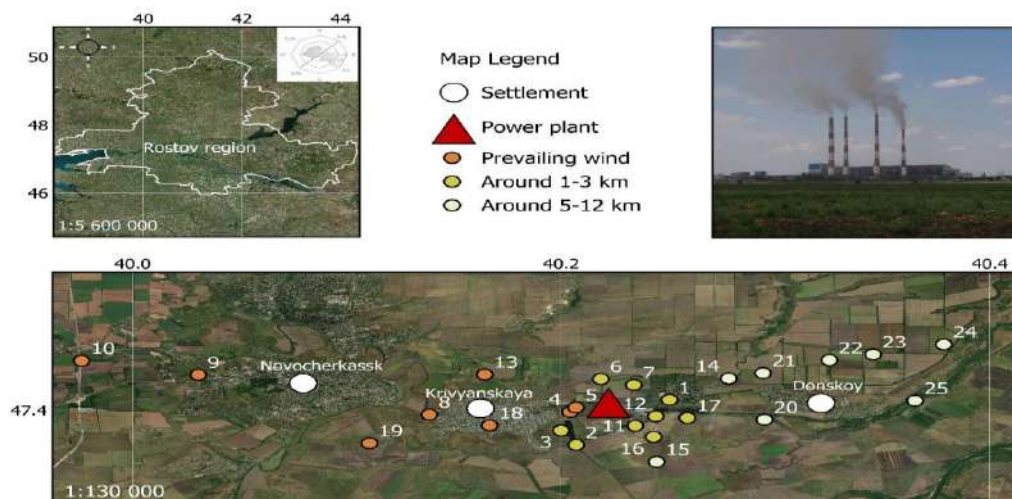 40 42 44
50
48
46
Rostov region
1:5 600 000
Map Legend
Settlement
Power plant
Prevailing wind
Around 1-3 km
Around 5-12 km
40.0 40.2 40.4
47.4
10 9 Navocherkassk 13 6 7 14 21 22 23 24
Krivyanskaya 5 12 1 Donskoy
8 18 4 11 17 20 25
19 3 2 16 15
1:130 000